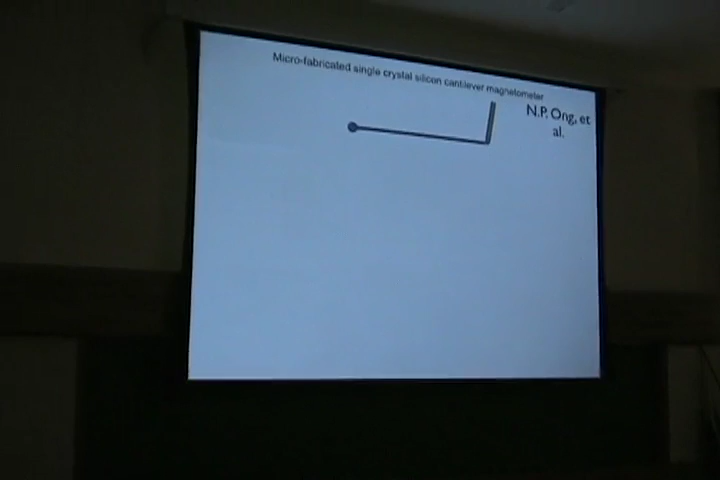 Micro-fabricated single crystal silicon cantilever magnetometer
N.P. Ong, et
al.